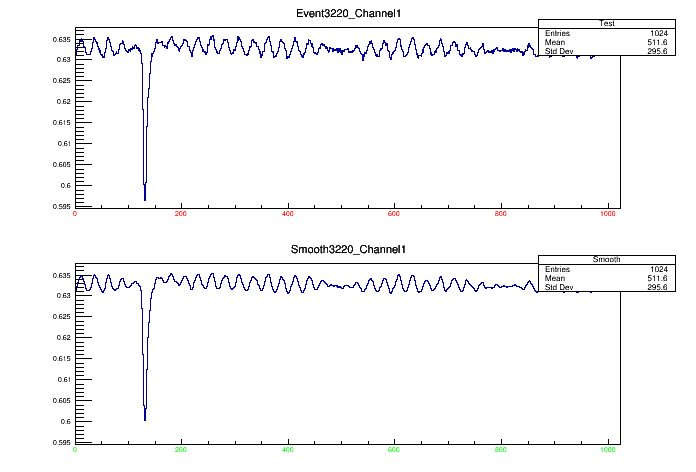 Event3220_Channel1
Test
Entries 1024
Mean 511.6
Std Dev 295.6
0.635
0.63
0.625
0.62
0.615
0.61
0.605
0.6
0.595
0 200 400 600 800 1000
Smooth3220_Channel1
Smooth
Entries 1024
Mean 511.6
Std Dev 295.6
0.635
0.63
0.625
0.62
0.615
0.61
0.605
0.6
0.595
0 200 400 600 800 1000